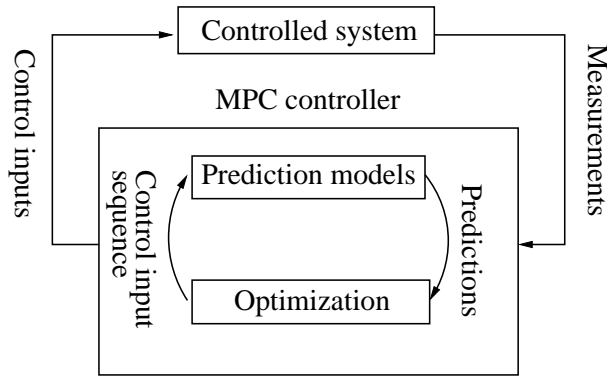 Controlled system
Control inputs
Measurements
MPC controller
Prediction models
Control input
sequence
Predictions
Optimization